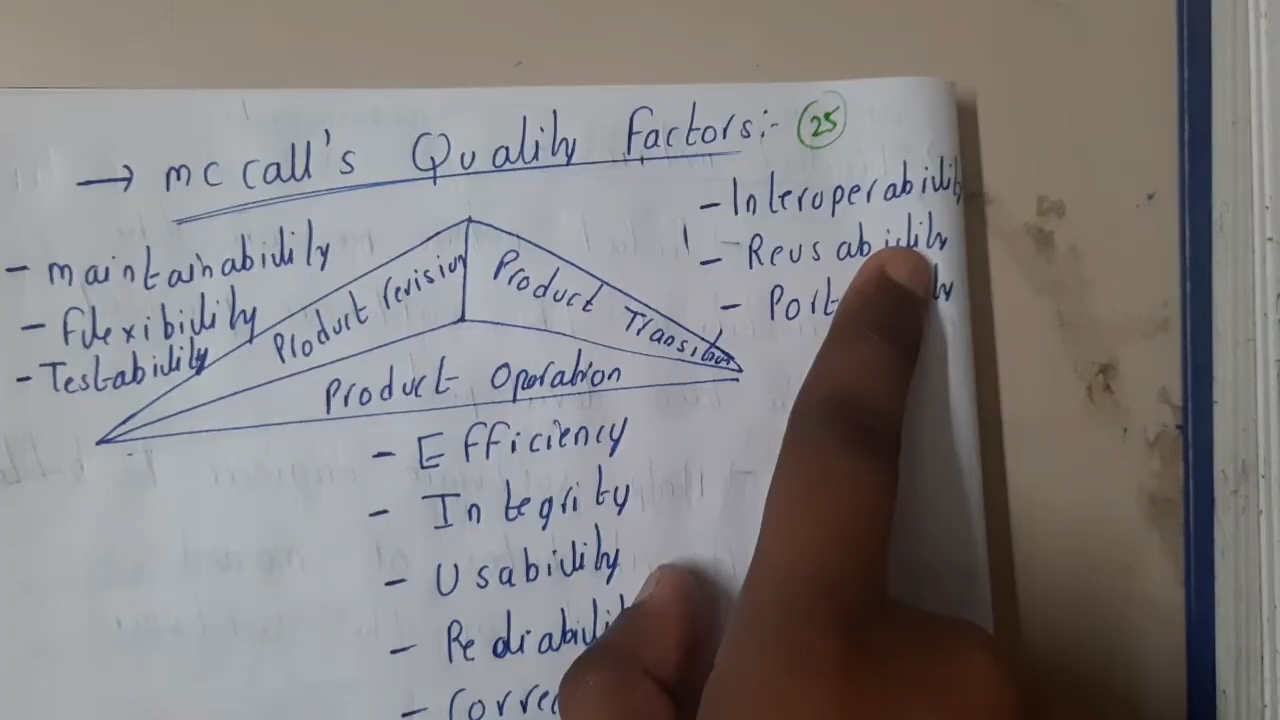 → mc call's Quality Factors:- 25
- Interoperability
- Reusability
- maintainability
- Flexibility
- Testability
Product revision
Product Transition
Product Operation
- Efficiency
- Integrity
- Usability